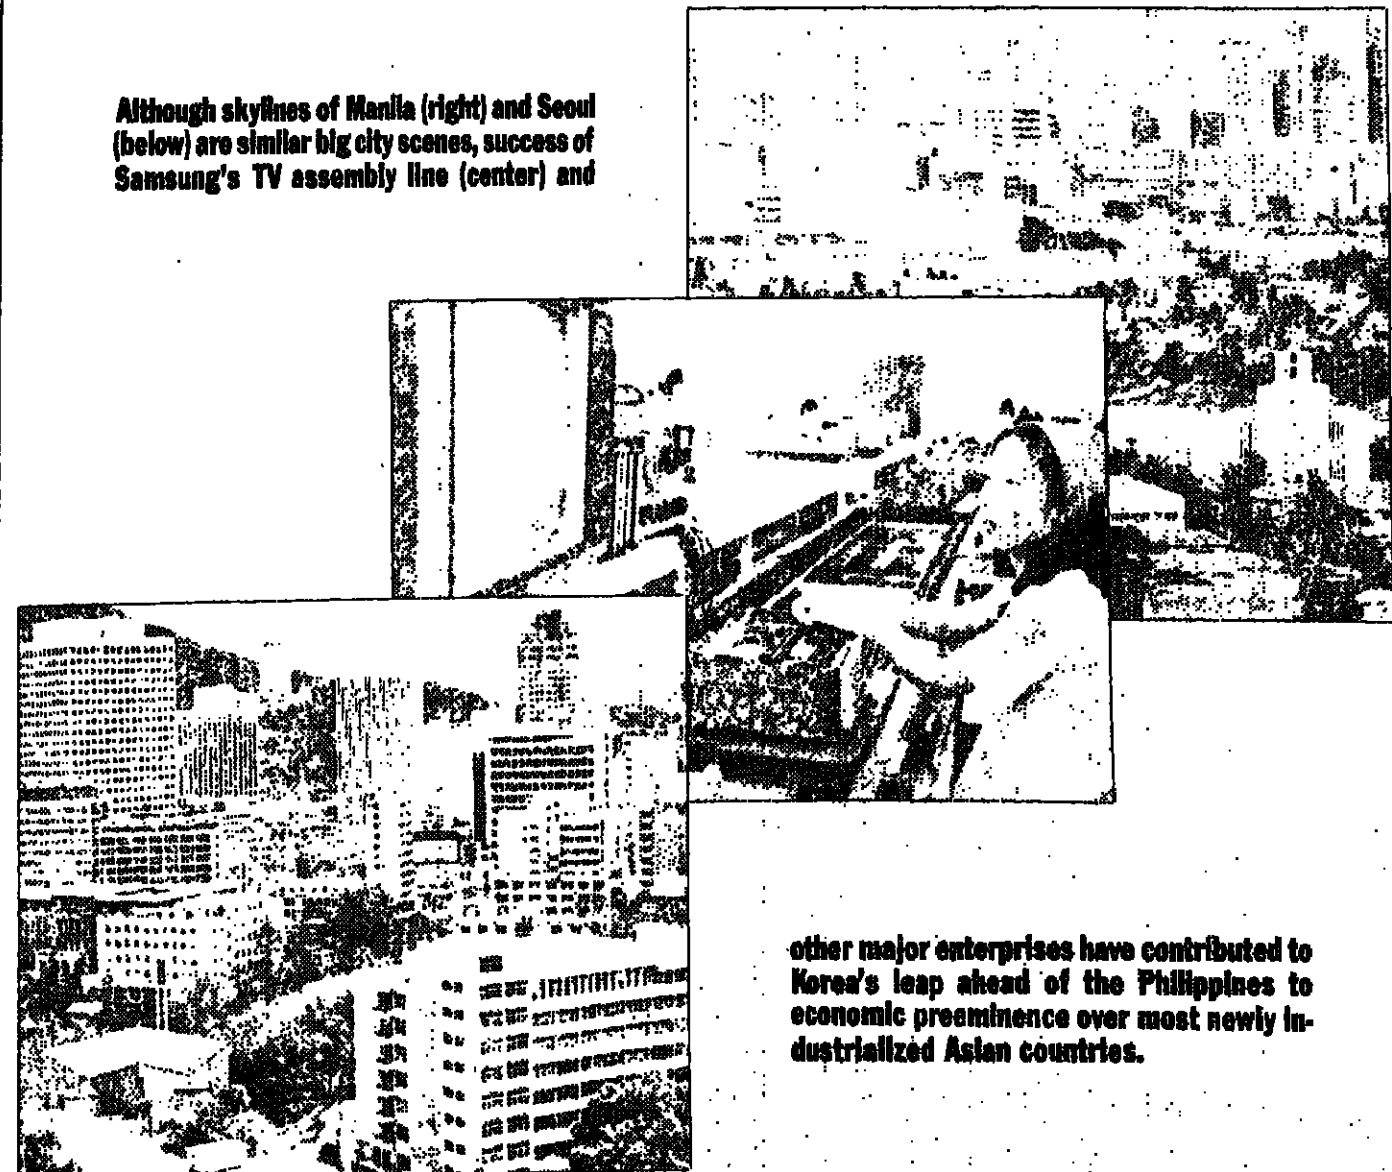 Although skylines of Manila (right) and Seoul
(below) are similar big city scenes, success of
Samsung's TV assembly line (center) and
other major enterprises have contributed to
Korea's leap ahead of the Philippines to
economic preeminence over most newly in-
dustrialized Asian countries.